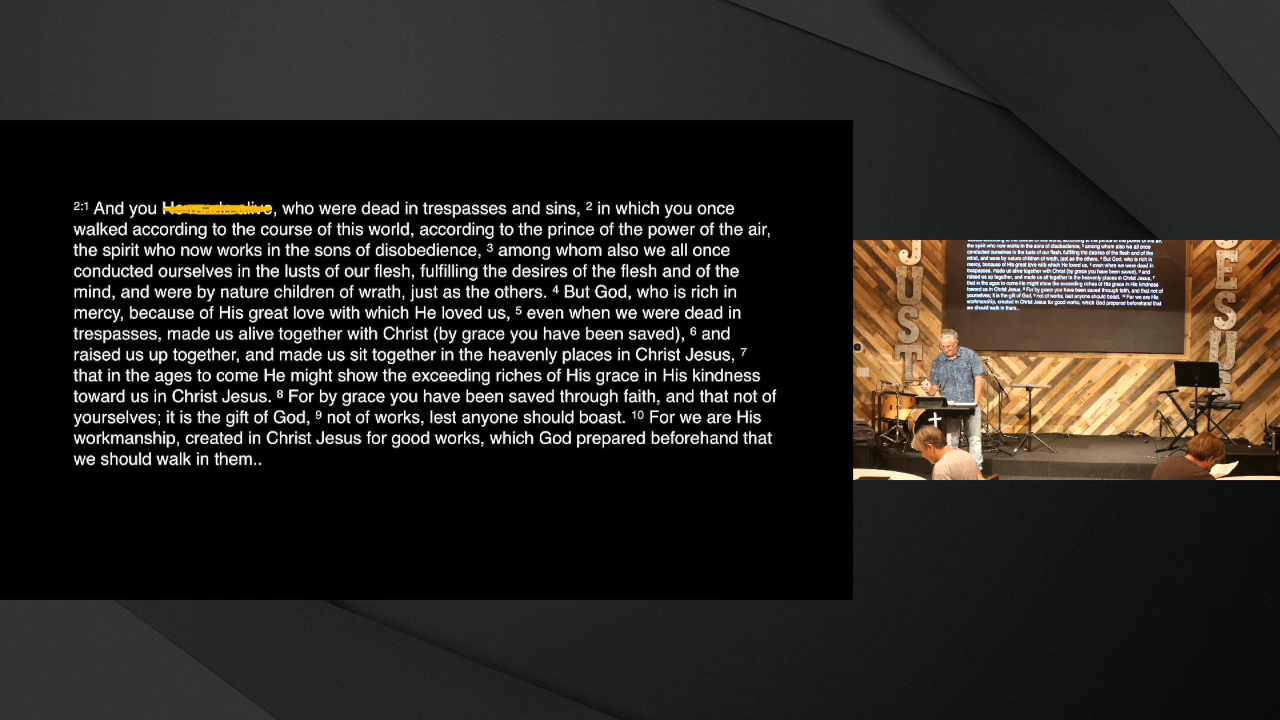 2:1 And you He made alive, who were dead in trespasses and sins, 2 in which you once
walked according to the course of this world, according to the prince of the power of the air,
the spirit who now works in the sons of disobedience, 3 among whom also we all once
conducted ourselves in the lusts of our flesh, fulfilling the desires of the flesh and of the
mind, and were by nature children of wrath, just as the others. 4 But God, who is rich in
mercy, because of His great love with which He loved us, 5 even when we were dead in
trespasses, made us alive together with Christ (by grace you have been saved), 6 and
raised us up together, and made us sit together in the heavenly places in Christ Jesus, 7
that in the ages to come He might show the exceeding riches of His grace in His kindness
toward us in Christ Jesus. 8 For by grace you have been saved through faith, and that not of
yourselves; it is the gift of God, 9 not of works, lest anyone should boast. 10 For we are His
workmanship, created in Christ Jesus for good works, which God prepared beforehand that
we should walk in them..
JUST
JESUS